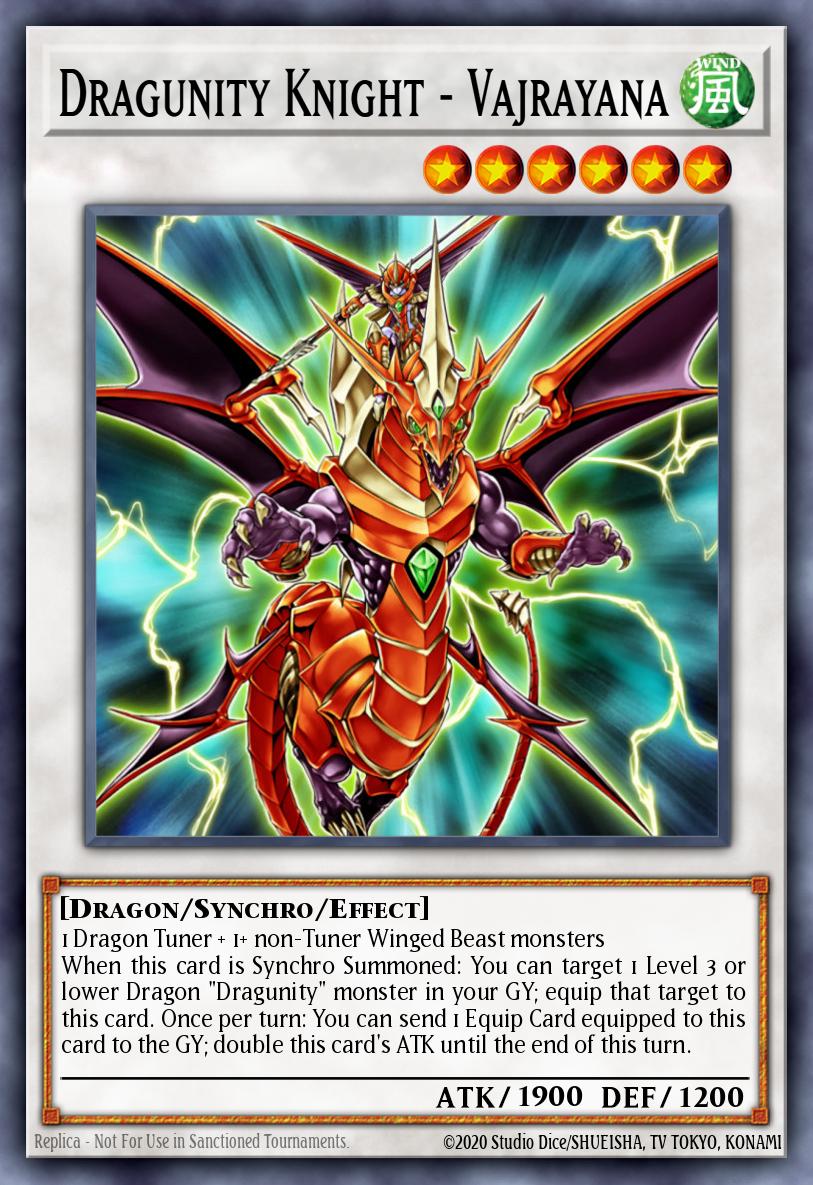 Dragunity Knight - Vajrayana
WIND
風
[Dragon/Synchro/Effect]
1 Dragon Tuner + 1+ non-Tuner Winged Beast monsters
When this card is Synchro Summoned: You can target 1 Level 3 or
lower Dragon "Dragunity" monster in your GY; equip that target to
this card. Once per turn: You can send 1 Equip Card equipped to this
card to the GY; double this card's ATK until the end of this turn.
ATK/ 1900 DEF/ 1200
Replica - Not For Use in Sanctioned Tournaments.
©2020 Studio Dice/SHUEISHA, TV TOKYO, KONAMI